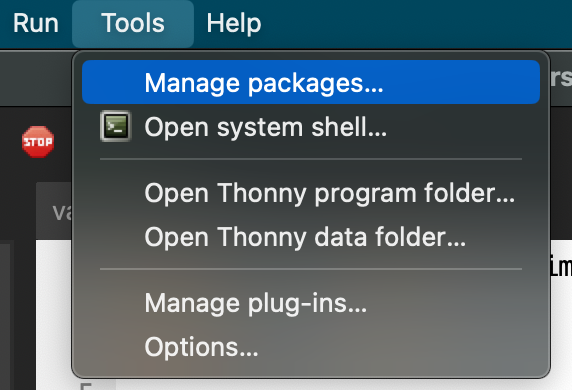 Run Tools Help
Manage packages...
rs
STOP
Open system shell...
Open Thonny program folder...
va
Open Thonny data folder...
im
Manage plug-ins...
Options...